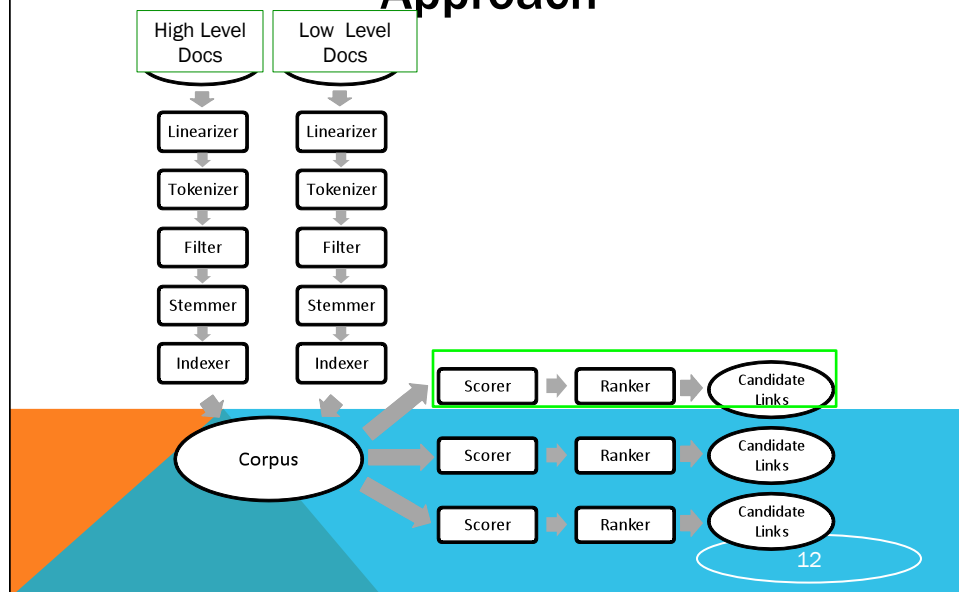 Approach
High Level
Docs
Low Level
Docs
Linearizer
Linearizer
Tokenizer
Tokenizer
Filter
Filter
Stemmer
Stemmer
Indexer
Indexer
Corpus
Scorer
Ranker
Candidate
Links
Scorer
Ranker
Candidate
Links
Scorer
Ranker
Candidate
Links
12